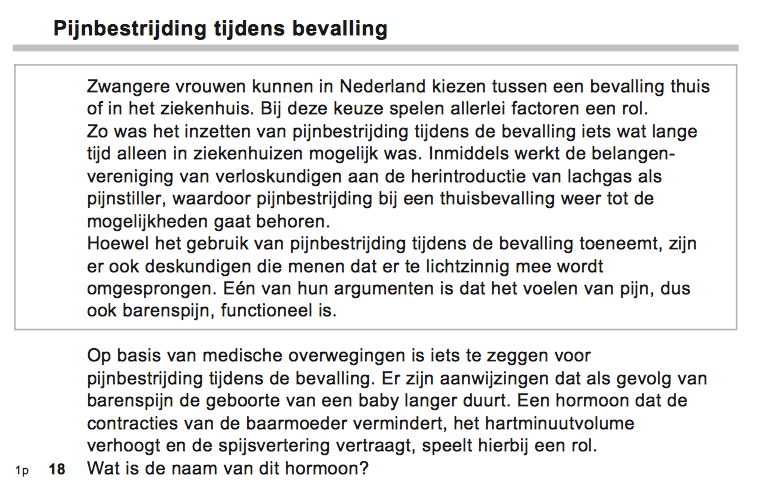 Pijnbestrijding tijdens bevalling
Zwangere vrouwen kunnen in Nederland kiezen tussen een bevalling thuis
of in het ziekenhuis. Bij deze keuze spelen allerlei factoren een rol.
Zo was het inzetten van pijnbestrijding tijdens de bevalling iets wat lange
tijd alleen in ziekenhuizen mogelijk was. Inmiddels werkt de belangen-
vereniging van verloskundigen aan de herintroductie van lachgas als
pijnstiller, waardoor pijnbestrijding bij een thuisbevalling weer tot de
mogelijkheden gaat behoren.
Hoewel het gebruik van pijnbestrijding tijdens de bevalling toeneemt, zijn
er ook deskundigen die menen dat er te lichtzinnig mee wordt
omgesprongen. Eén van hun argumenten is dat het voelen van pijn, dus
ook barenspijn, functioneel is.
Op basis van medische overwegingen is iets te zeggen voor
pijnbestrijding tijdens de bevalling. Er zijn aanwijzingen dat als gevolg van
barenspijn de geboorte van een baby langer duurt. Een hormoon dat de
contracties van de baarmoeder vermindert, het hartminuutvolume
verhoogt en de spijsvertering vertraagt, speelt hierbij een rol.
1p 18 Wat is de naam van dit hormoon?